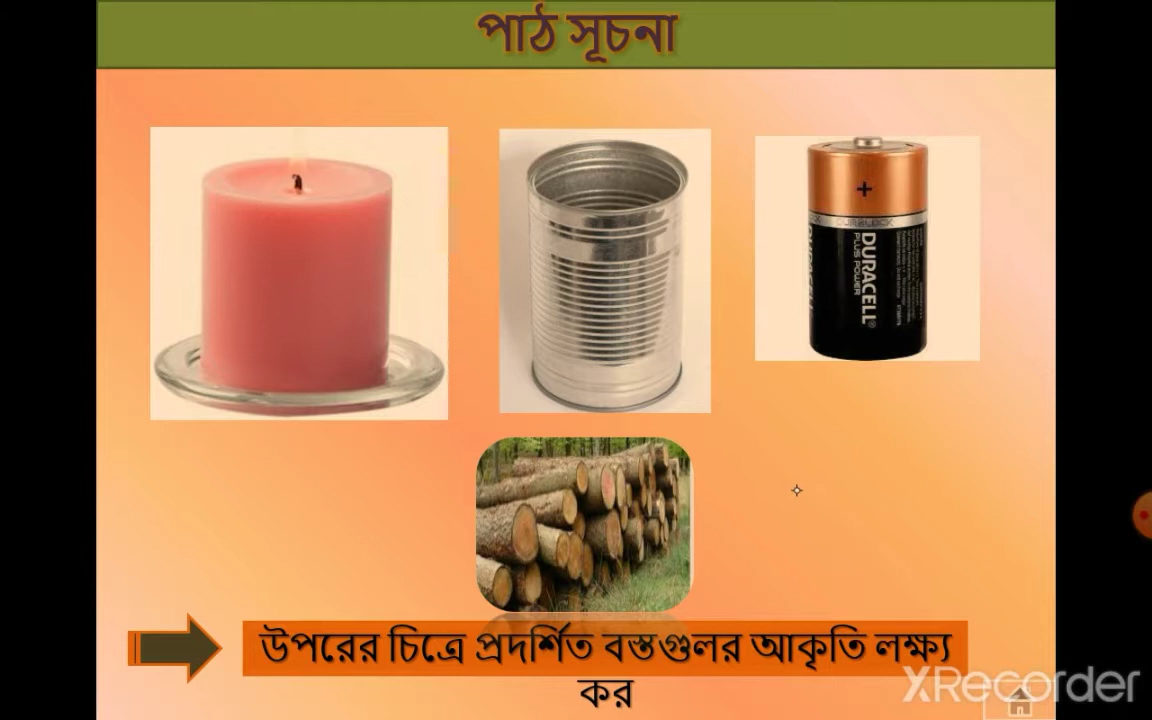 পাঠ সূচনা
+
DURACELL®
PLUS POWER
উপরের চিত্রে প্রদর্শিত বস্তগুলর আকৃতি লক্ষ্য
কর
XRecorder